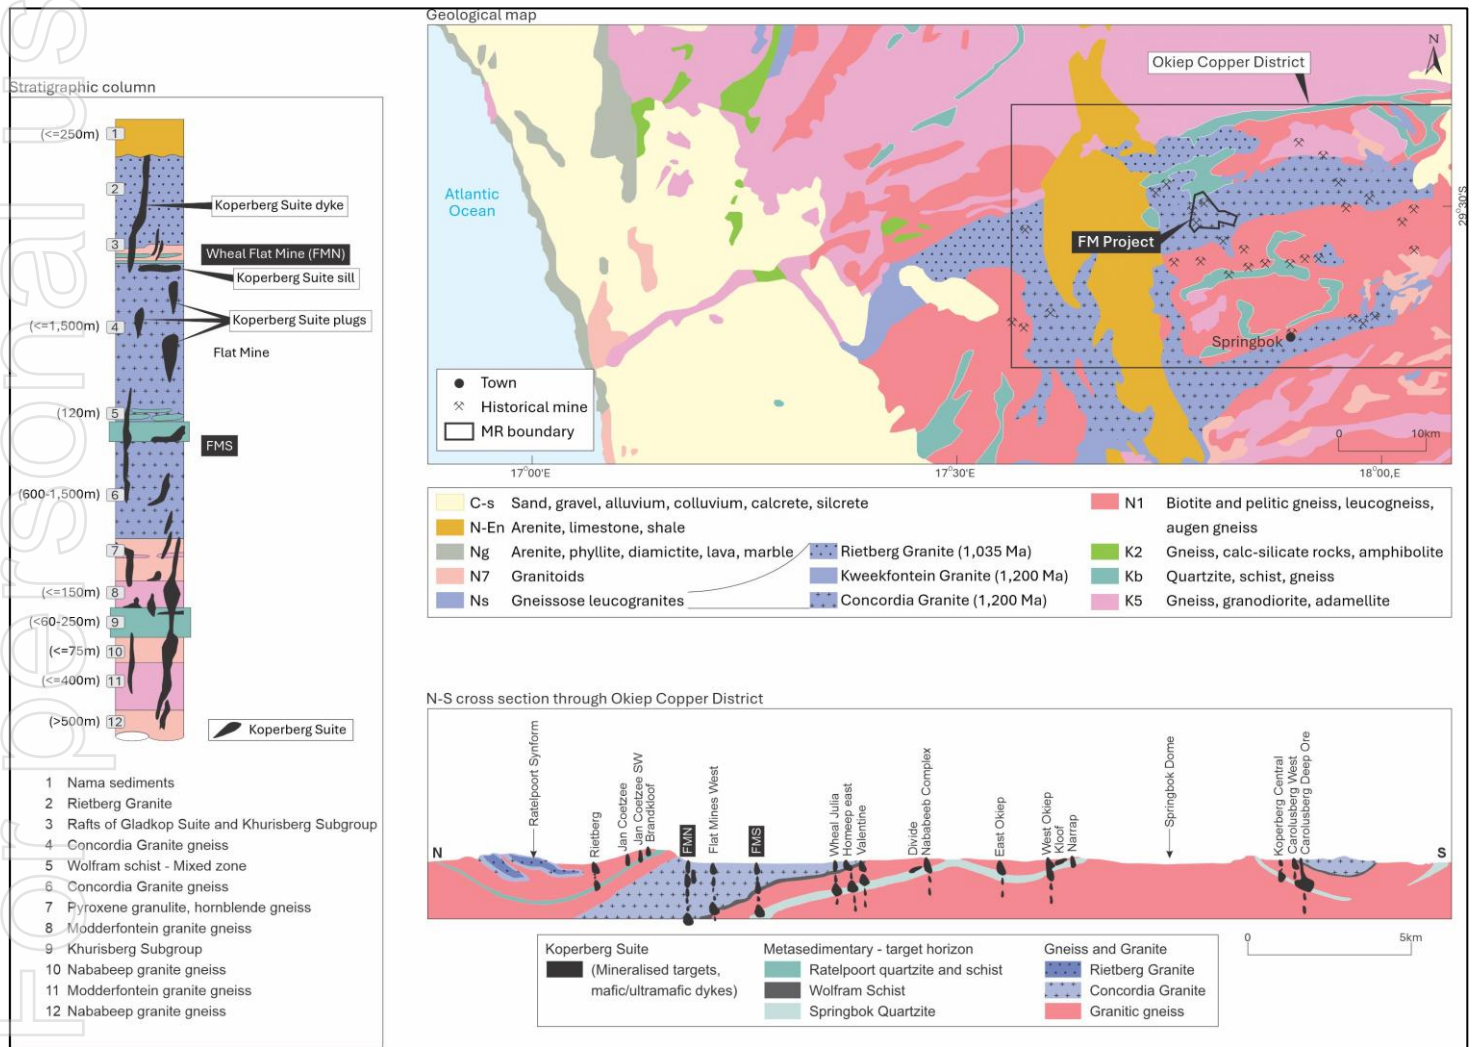 For personal us
Stratigraphic column
(<=250m)
1
2
Koperberg Suite dyke
3
Wheal Flat Mine (FMN)
Koperberg Suite sill
(<=1,500m)
4
Koperberg Suite plugs
Flat Mine
(120m)
5
FMS
(600-1,500m)
6
7
(<=150m)
8
(<60-250m)
9
(<=75m)
10
(<=400m)
11
(>500m)
12
Koperberg Suite
1 Nama sediments
2 Rietberg Granite
3 Rafts of Gladkop Suite and Khurisberg Subgroup
4 Concordia Granite gneiss
5 Wolfram schist - Mixed zone
6 Concordia Granite gneiss
7 Pyroxene granulite, hornblende gneiss
8 Modderfontein granite gneiss
9 Khurisberg Subgroup
10 Nababeep granite gneiss
11 Modderfontein granite gneiss
12 Nababeep granite gneiss
Geological map
N
Okiep Copper District
Atlantic
Ocean
FM Project
29°30'S
Springbok
Town
Historical mine
MR boundary
0 10km
17°00'E
17°30'E
18°00'E
C-s Sand, gravel, alluvium, colluvium, calcrete, silcrete
N-En Arenite, limestone, shale
Ng Arenite, phyllite, diamictite, lava, marble
N7 Granitoids
Ns Gneissose leucogranites
Rietberg Granite (1,035 Ma)
Kweekfontein Granite (1,200 Ma)
Concordia Granite (1,200 Ma)
N1 Biotite and pelitic gneiss, leucogneiss,
augen gneiss
K2 Gneiss, calc-silicate rocks, amphibolite
Kb Quartzite, schist, gneiss
K5 Gneiss, granodiorite, adamellite
N-S cross section through Okiep Copper District
N
Ratelpoort Synform
Rietberg
Jan Coetzee
Jan Coetzee SW
Brandkloof
FMN
Flat Mines West
FMS
Wheal Julia
Homeep east
Valentine
Divide
Nababeeb Complex
East Okiep
West Okiep
Kloof
Narrap
Springbok Dome
Koperberg Central
Carolusberg West
Carolusberg Deep Ore
S
Koperberg Suite
(Mineralised targets,
mafic/ultramafic dykes)
Metasedimentary - target horizon
Ratelpoort quartzite and schist
Wolfram Schist
Springbok Quartzite
Gneiss and Granite
Rietberg Granite
Concordia Granite
Granitic gneiss
0 5km